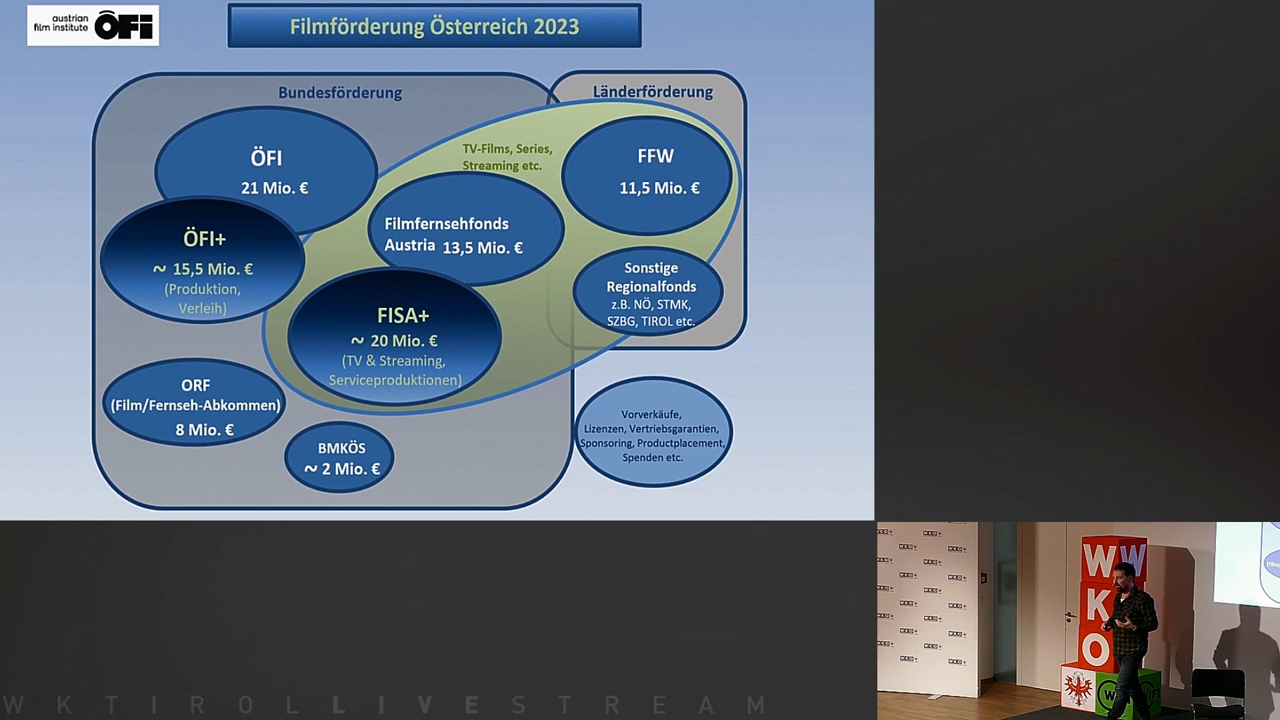 austrian
film institute ÖFi
Filmförderung Österreich 2023
Bundesförderung
Länderförderung
ÖFI
21 Mio. €
TV-Films, Series,
Streaming etc.
FFW
11,5 Mio. €
ÖFI+
~ 15,5 Mio. €
(Produktion,
Verleih)
Filmfernsehfonds
Austria 13,5 Mio. €
Sonstige
Regionalfonds
z.B. NÖ, STMK,
SZBG, TIROL etc.
FISA+
~ 20 Mio. €
(TV & Streaming,
Serviceproduktionen)
ORF
(Film/Fernseh-Abkommen)
8 Mio. €
BMKÖS
~ 2 Mio. €
Vorverkäufe,
Lizenzen, Vertriebsgarantien,
Sponsoring, Productplacement,
Spenden etc.
W W
K
O
WKTIROLLIVESTREAM